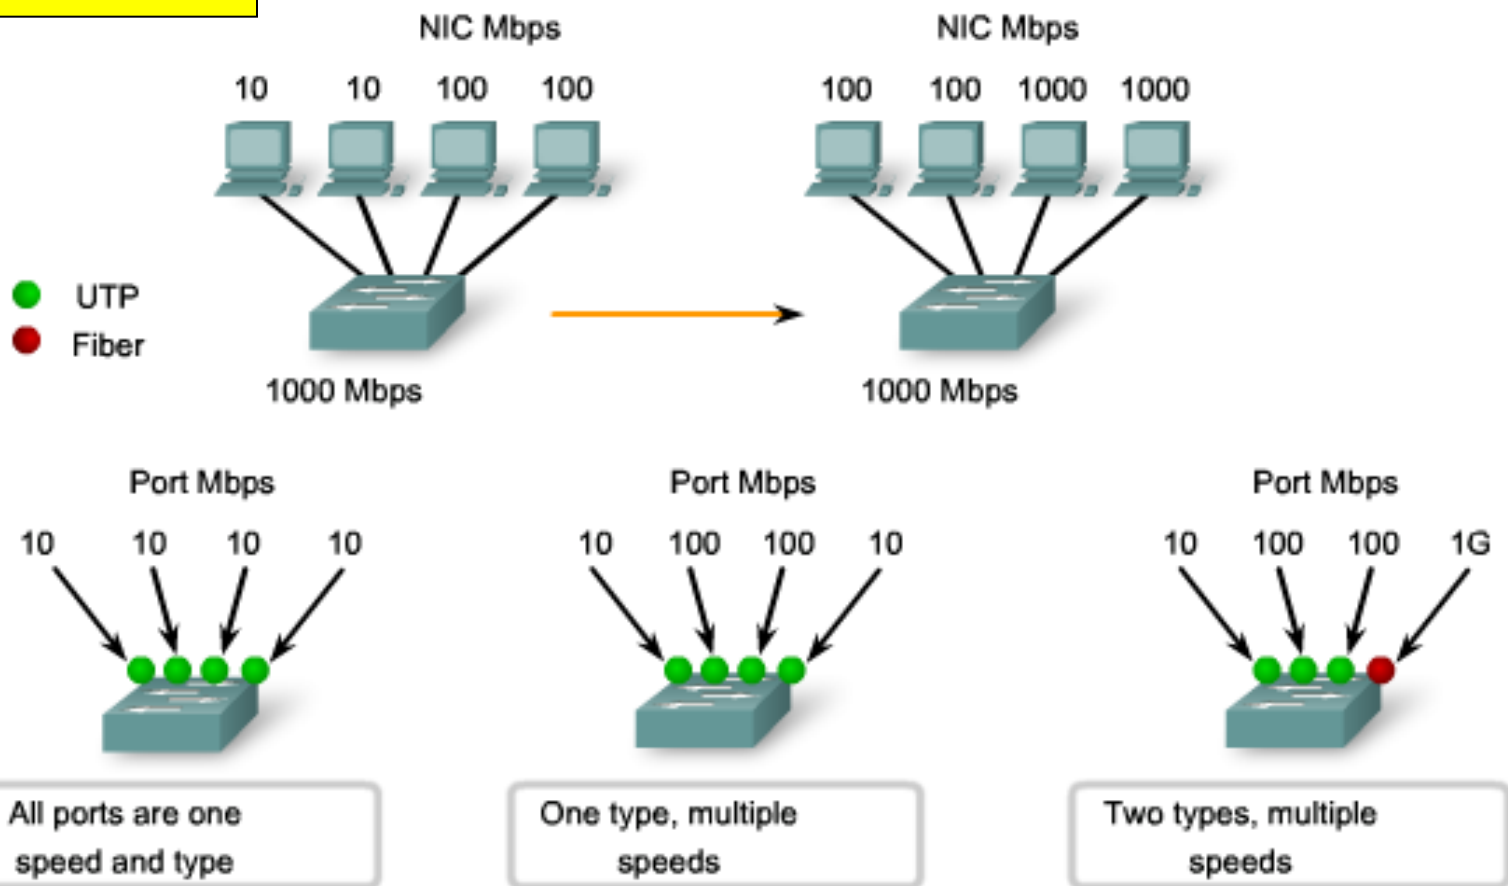 NIC Mbps
10 10 100 100
NIC Mbps
100 100 1000 1000
UTP
Fiber
1000 Mbps
1000 Mbps
Port Mbps
10 10 10 10
All ports are one
speed and type
Port Mbps
10 100 100 10
One type, multiple
speeds
Port Mbps
10 100 100 1G
Two types, multiple
speeds